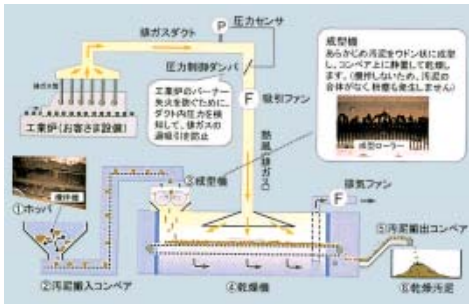 排ガスダクト
P
圧力センサ
圧力制御ダンパ
工業炉のバーナー
失火を防ぐために、
ダクト内圧力を検
知して、排ガスの
過吸引を防止
F 吸引ファン
熱風(排ガス)
成型機
あらかじめ汚泥をウドン状に成型
し、コンベア上に静置して乾燥し
ます。(攪拌しないため、汚泥の
合体がなく粉塵も発生しません)
成型ローラー
工業炉(お客さま設備)
③成型機
攪拌機
①ホッパ
②汚泥搬入コンベア
④乾燥機
排気ファン
F
⑤汚泥搬出コンベア
⑥乾燥汚泥